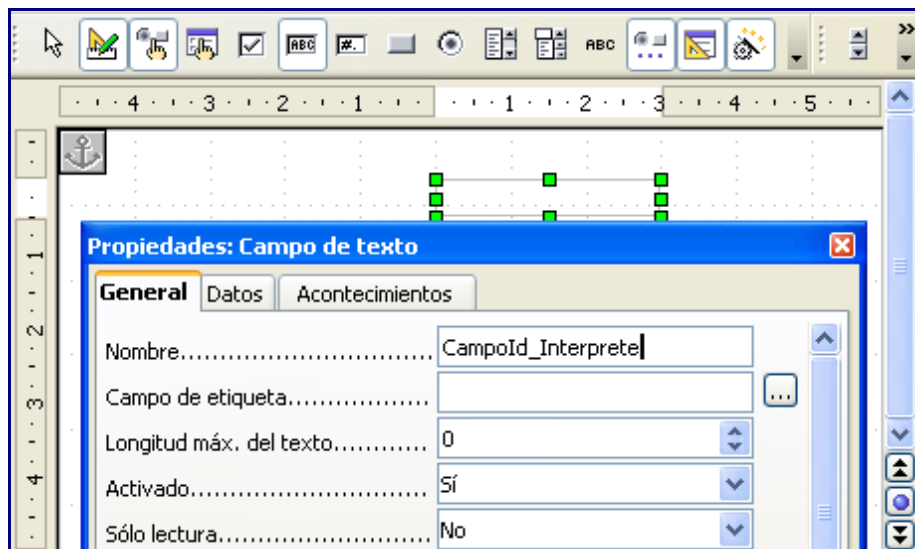 ABC #. ABC »
4 3 2 1 1 2 3 4 5
Propiedades: Campo de texto
General Datos Acontecimientos
Nombre.............................. CampoId_Interprete
Campo de etiqueta.................. ...
Longitud máx. del texto............ 0
Activado............................ Sí
Sólo lectura......................... No
1
2
3
4